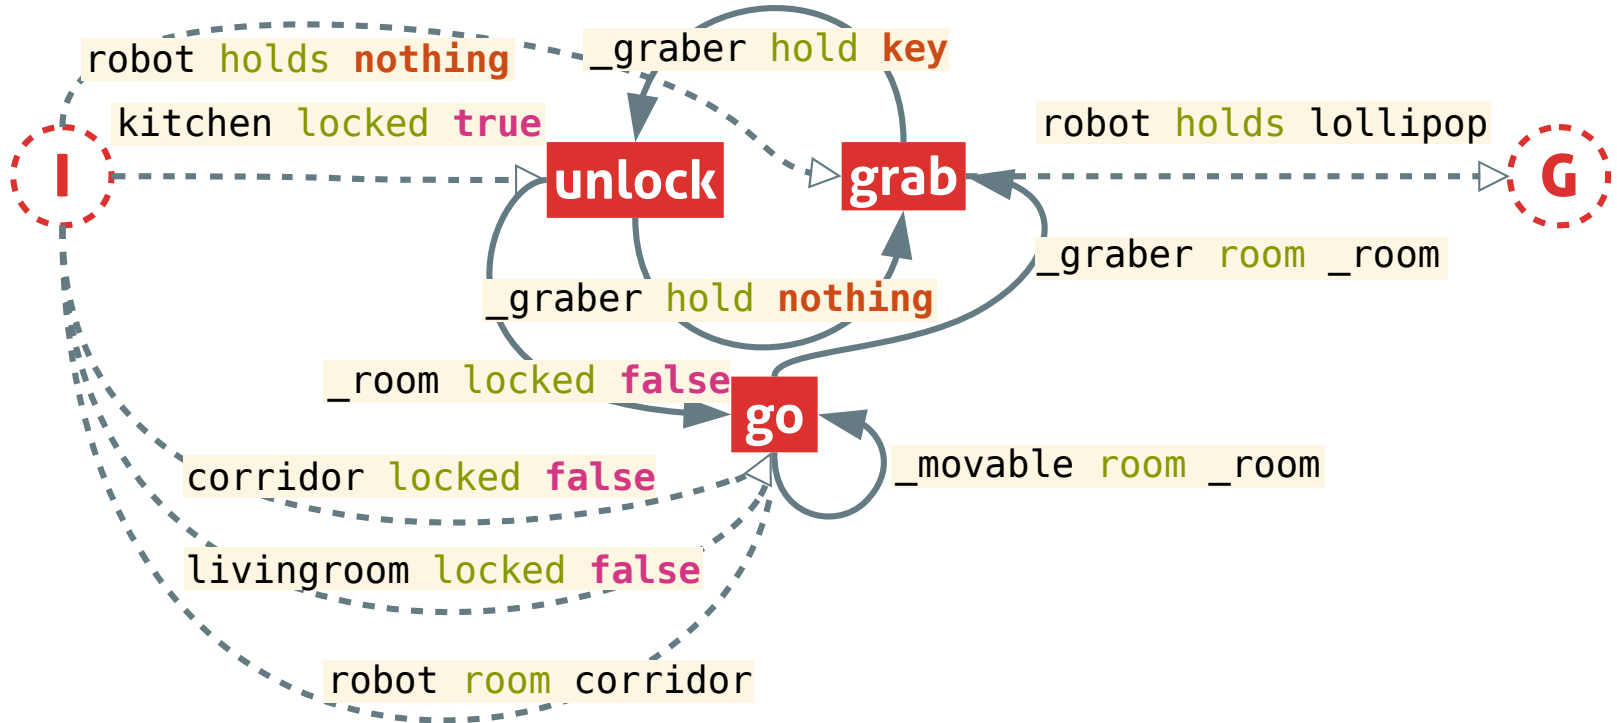 robot holds nothing
_graber hold key
kitchen locked true
robot holds lollipop
I
unlock
grab
G
_graber room _room
_graber hold nothing
_room locked false
go
_movable room _room
corridor locked false
livingroom locked false
robot room corridor